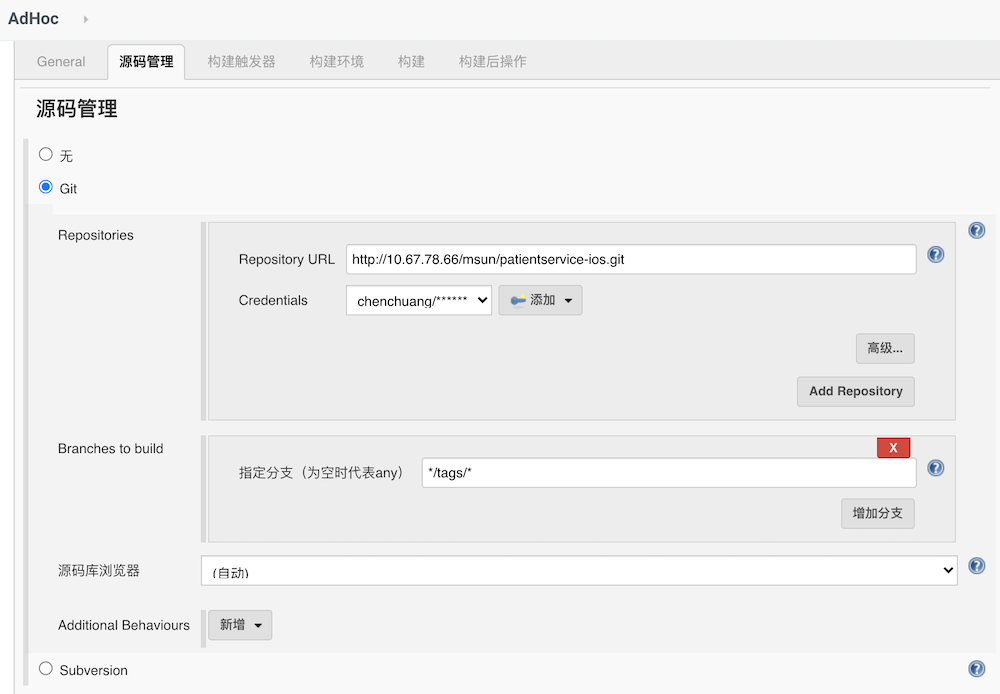 AdHoc
General 源码管理 构建触发器 构建环境 构建 构建后操作
源码管理
无
Git
Repositories
Repository URL http://10.67.78.66/msun/patientservice-ios.git
Credentials chenchuang/****** 添加
高级...
Add Repository
Branches to build
X
指定分支（为空时代表any） */tags/*
增加分支
源码库浏览器 (自动)
Additional Behaviours 新增
Subversion